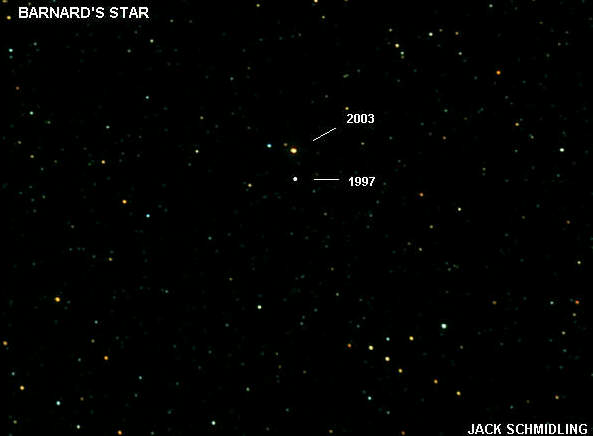 BARNARD'S STAR
2003
1997
JACK SCHMIDLING